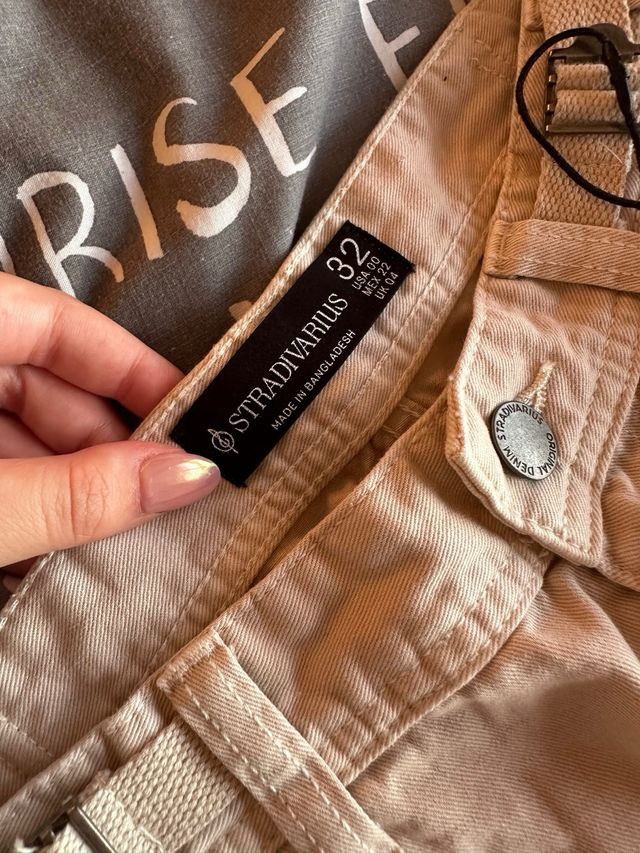 RISE
STRADIVARIUS 32
MADE IN BANGLADESH
USA 00
MEX 22
UK 04
STRADIVARIUS
ORIGINAL DENIM